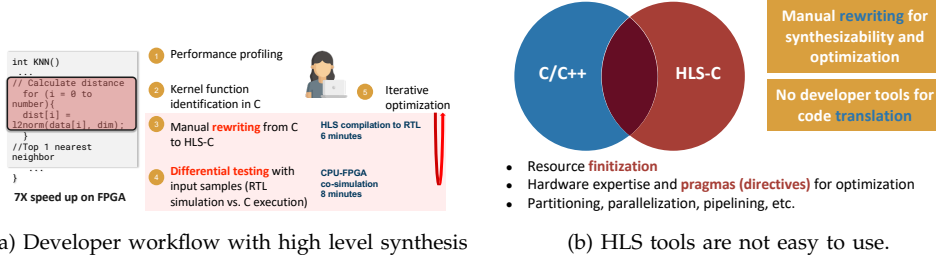 int KNN()
...
// Calculate distance
for (i = 0 to
number){
dist[i] =
l2norm(data[i], dim);
}
//Top 1 nearest
neighbor
...
}
7X speed up on FPGA
1 Performance profiling
2 Kernel function
identification in C
3 Manual rewriting from C
to HLS-C
4 Differential testing with
input samples (RTL
simulation vs. C execution)
HLS compilation to RTL
6 minutes
CPU-FPGA
co-simulation
8 minutes
5 Iterative
optimization
a) Developer workflow with high level synthesis
C/C++
HLS-C
Manual rewriting for
synthesizability and
optimization
No developer tools for
code translation
• Resource finitization
• Hardware expertise and pragmas (directives) for optimization
• Partitioning, parallelization, pipelining, etc.
(b) HLS tools are not easy to use.